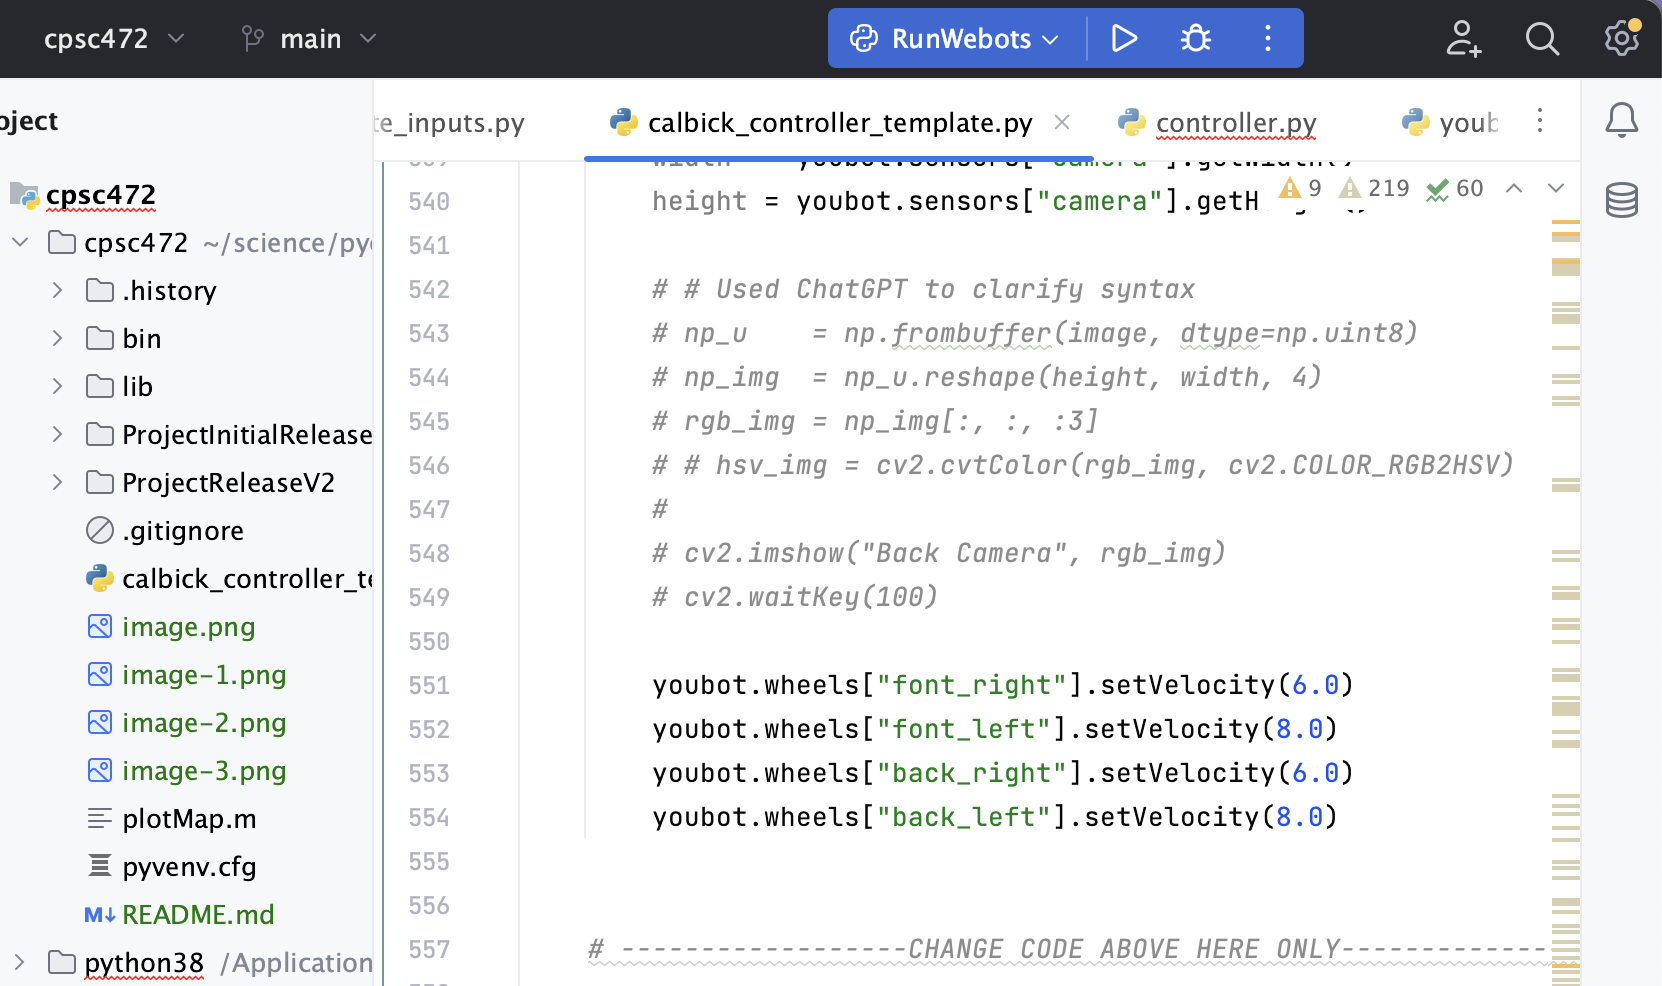 cpsc472
main
RunWebots
oject
te_inputs.py
calbick_controller_template.py
controller.py
youb
cpsc472
cpsc472 ~/science/py
.history
bin
lib
ProjectInitialRelease
ProjectReleaseV2
.gitignore
calbick_controller_te
image.png
image-1.png
image-2.png
image-3.png
plotMap.m
pyvenv.cfg
M↓ README.md
python38 /Application
9 219 60
540 height = youbot.sensors["camera"].getH
541
542 # # Used ChatGPT to clarify syntax
543 # np_u    = np.frombuffer(image, dtype=np.uint8)
544 # np_img  = np_u.reshape(height, width, 4)
545 # rgb_img = np_img[:, :, :3]
546 # # hsv_img = cv2.cvtColor(rgb_img, cv2.COLOR_RGB2HSV)
547 #
548 # cv2.imshow("Back Camera", rgb_img)
549 # cv2.waitKey(100)
550
551 youbot.wheels["font_right"].setVelocity(6.0)
552 youbot.wheels["font_left"].setVelocity(8.0)
553 youbot.wheels["back_right"].setVelocity(6.0)
554 youbot.wheels["back_left"].setVelocity(8.0)
555
556
557 # ------------------CHANGE CODE ABOVE HERE ONLY-------------